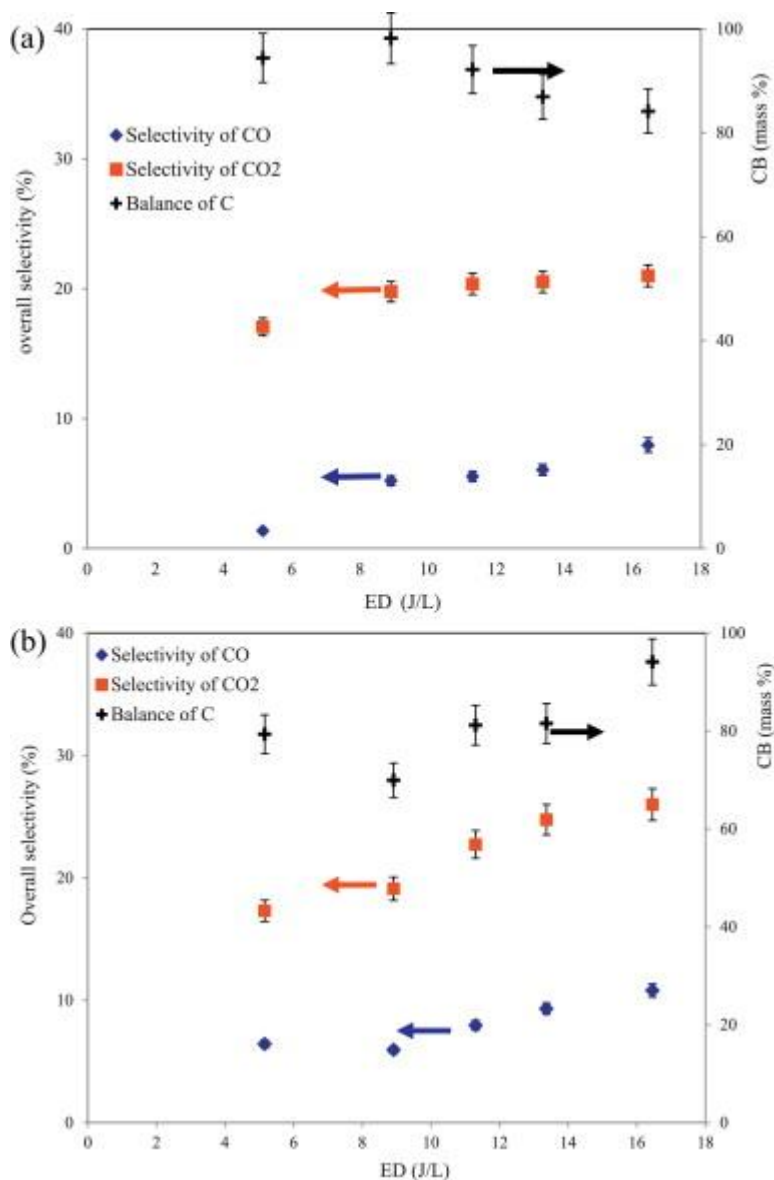 (a)
40
30
20
10
0
overall selectivity (%)
Selectivity of CO
Selectivity of CO2
Balance of C
100
80
60
40
20
0
CB (mass %)
0 2 4 6 8 10 12 14 16 18
ED (J/L)
(b)
40
30
20
10
0
Overall selectivity (%)
Selectivity of CO
Selectivity of CO2
Balance of C
100
80
60
40
20
0
CB (mass %)
0 2 4 6 8 10 12 14 16 18
ED (J/L)